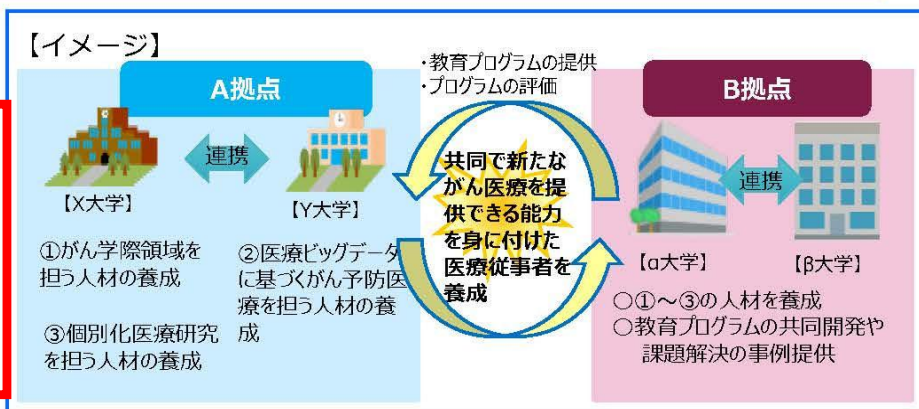 【イメージ】
・教育プログラムの提供
・プログラムの評価
A拠点
連携
【X大学】
【Y大学】
①がん学際領域を
担う人材の養成
③個別化医療研究
を担う人材の養成
②医療ビッグデータ
に基づくがん予防医
療を担う人材の養
成
共同で新たな
がん医療を提
供できる能力
を身に付けた
医療従事者を
養成
B拠点
連携
【α大学】
【β大学】
○①～③の人材を養成
○教育プログラムの共同開発や
課題解決の事例提供